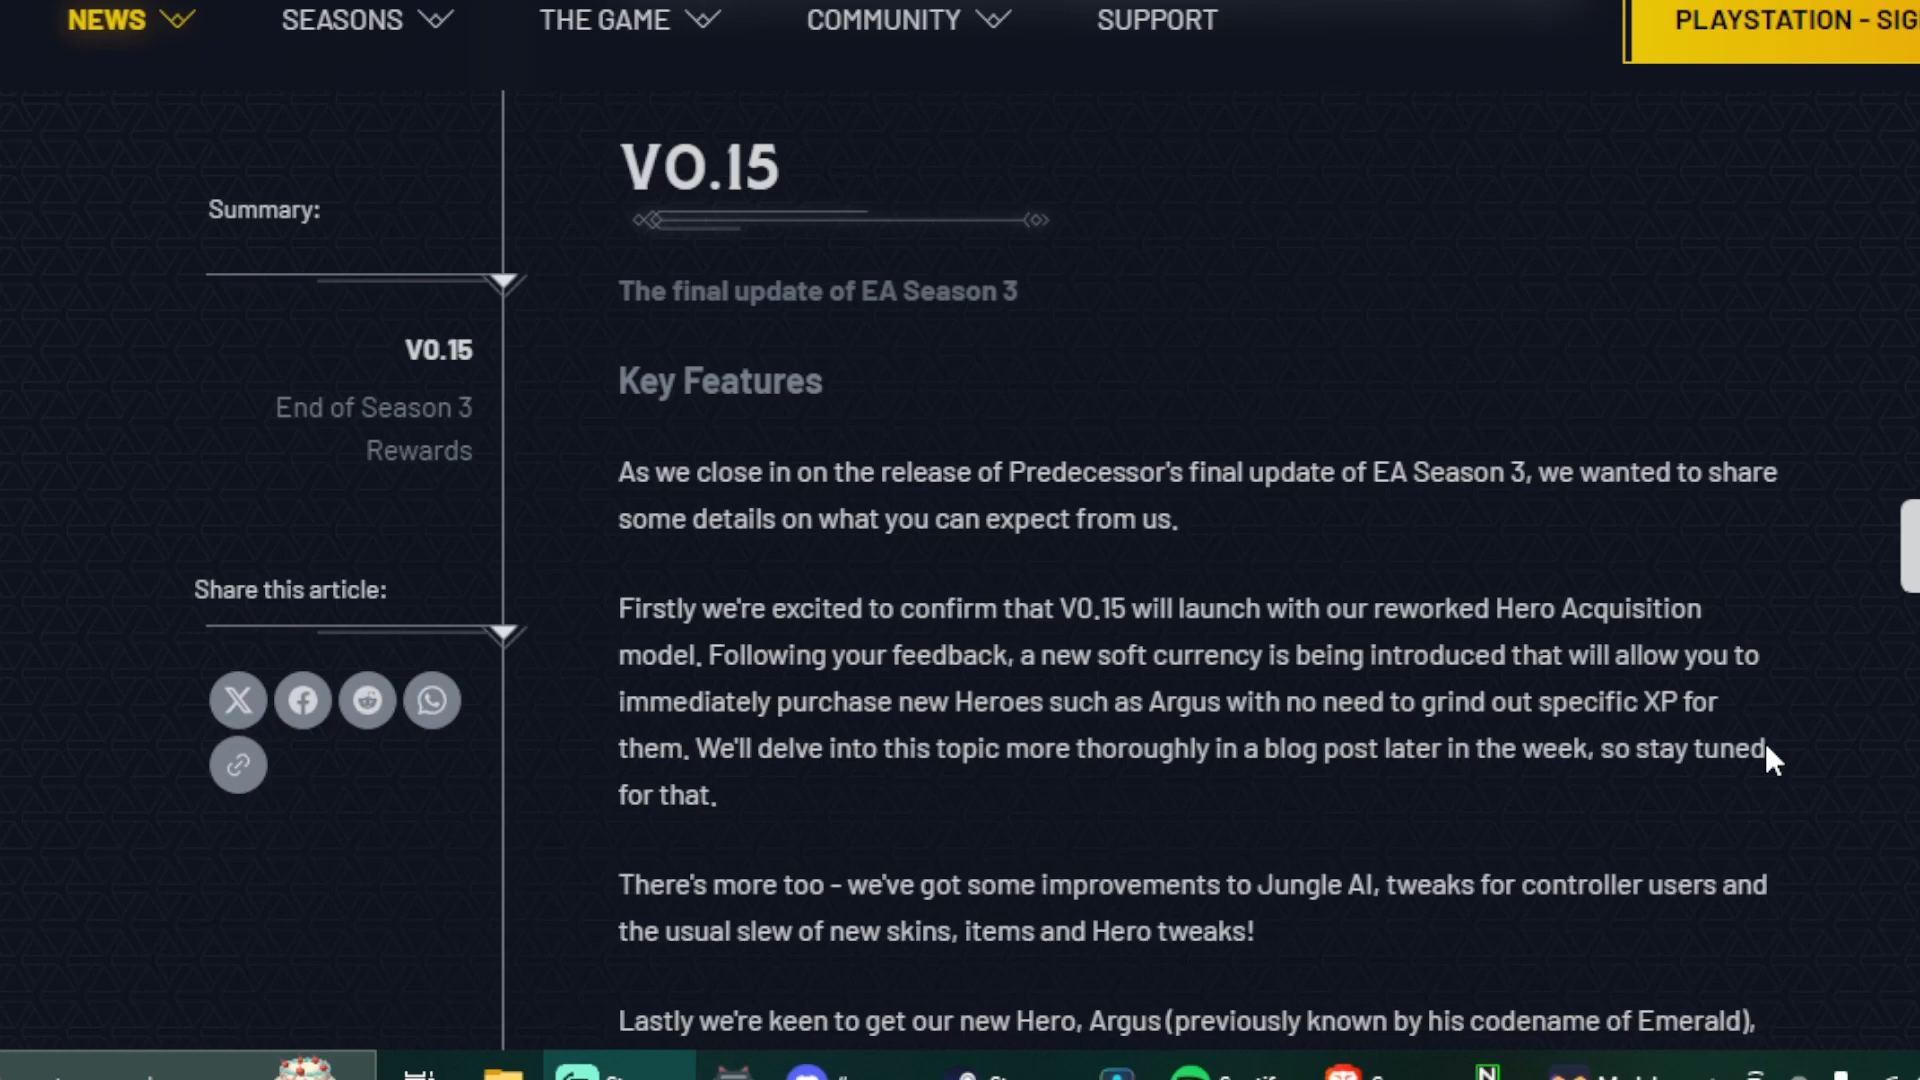 NEWS SEASONS THE GAME COMMUNITY SUPPORT PLAYSTATION - SIG
Summary:
V0.15
End of Season 3
Rewards
Share this article:
V0.15
The final update of EA Season 3
Key Features
As we close in on the release of Predecessor's final update of EA Season 3, we wanted to share
some details on what you can expect from us.
Firstly we're excited to confirm that V0.15 will launch with our reworked Hero Acquisition
model. Following your feedback, a new soft currency is being introduced that will allow you to
immediately purchase new Heroes such as Argus with no need to grind out specific XP for
them. We'll delve into this topic more thoroughly in a blog post later in the week, so stay tuned
for that.
There's more too - we've got some improvements to Jungle AI, tweaks for controller users and
the usual slew of new skins, items and Hero tweaks!
Lastly we're keen to get our new Hero, Argus (previously known by his codename of Emerald),